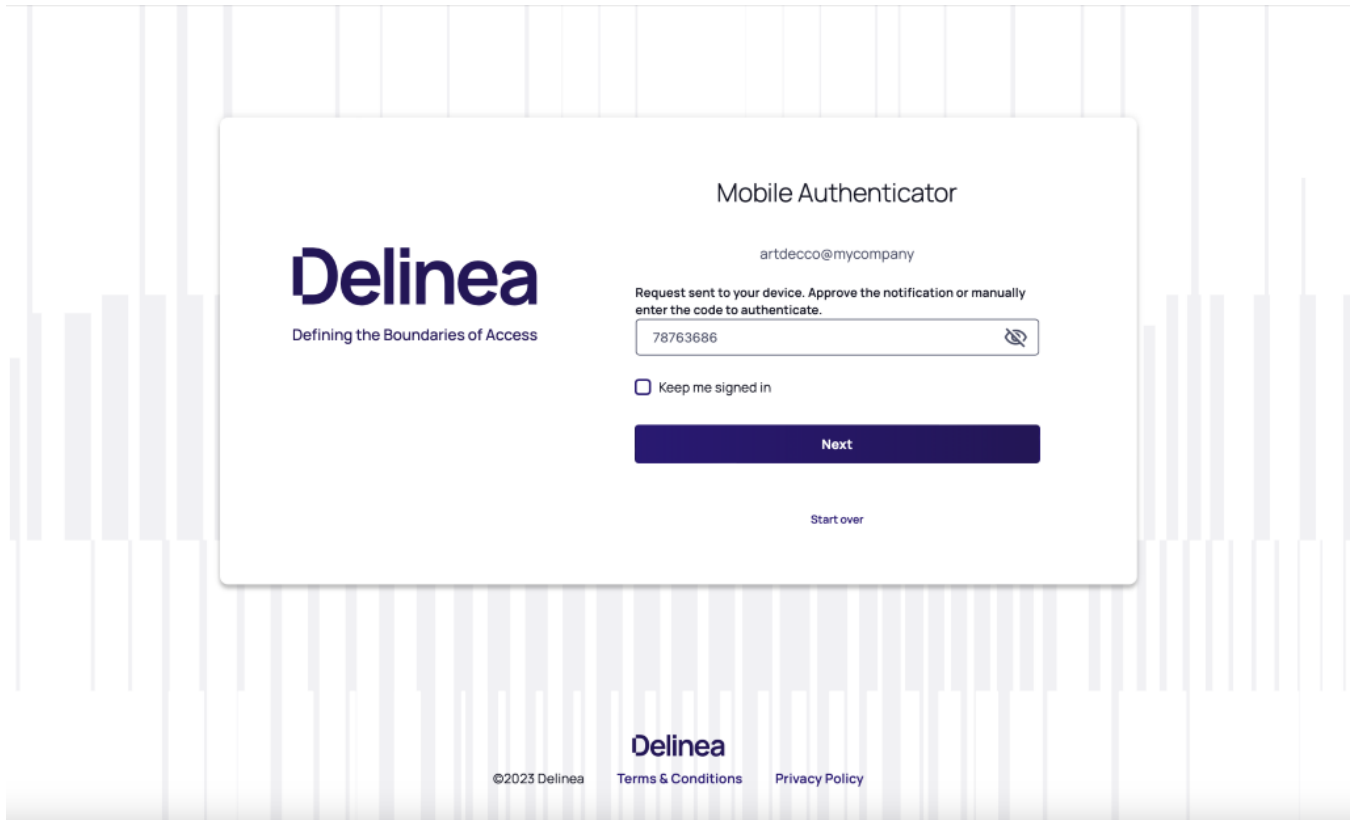 Delinea
Defining the Boundaries of Access
Mobile Authenticator
artdecco@mycompany
Request sent to your device. Approve the notification or manually
enter the code to authenticate.
78763686
Keep me signed in
Next
Start over
Delinea
©2023 Delinea Terms & Conditions Privacy Policy